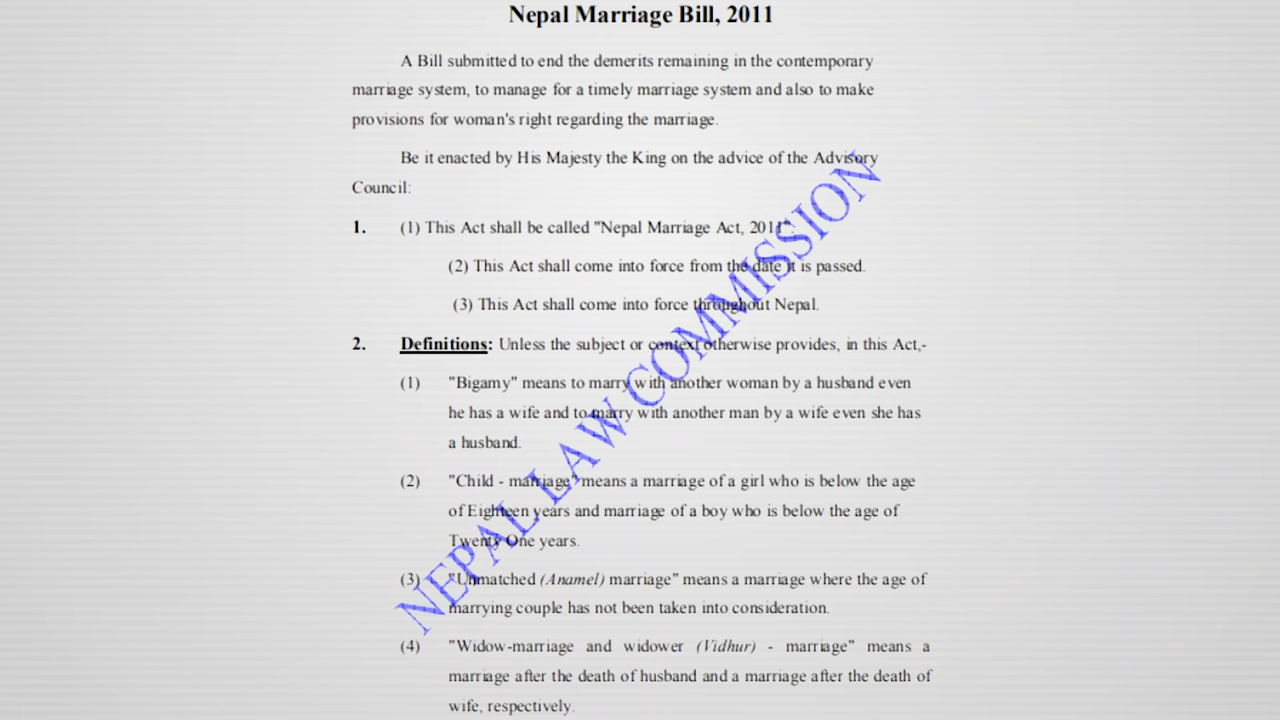 Nepal Marriage Bill, 2011
A Bill submitted to end the demerits remaining in the contemporary
marriage system, to manage for a timely marriage system and also to make
provisions for woman's right regarding the marriage.
Be it enacted by His Majesty the King on the advice of the Advisory
Council:
1. (1) This Act shall be called "Nepal Marriage Act, 2011".
(2) This Act shall come into force from the date it is passed.
(3) This Act shall come into force throughout Nepal.
2. Definitions: Unless the subject or context otherwise provides, in this Act,-
(1) "Bigamy" means to marry with another woman by a husband even
he has a wife and to marry with another man by a wife even she has
a husband.
(2) "Child - marriage" means a marriage of a girl who is below the age
of Eighteen years and marriage of a boy who is below the age of
Twenty One years.
(3) "Unmatched (Anamel) marriage" means a marriage where the age of
marrying couple has not been taken into consideration.
(4) "Widow-marriage and widower (Vidhur) - marriage" means a
marriage after the death of husband and a marriage after the death of
wife, respectively.
NEPAL LAW COMMISSION